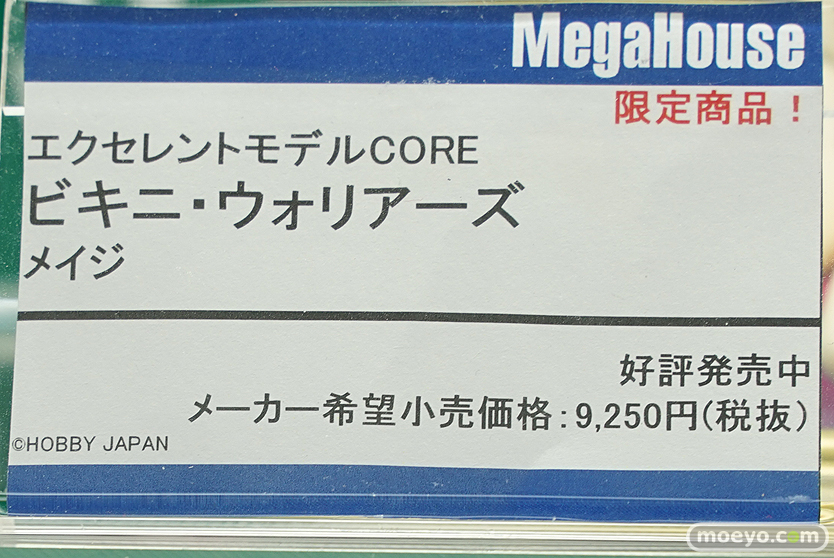 MegaHouse
限定商品！
エクセレントモデルCORE
ビキニ・ウォリアーズ
メイジ
好評発売中
メーカー希望小売価格：9,250円(税抜)
©HOBBY JAPAN
moeyo.com